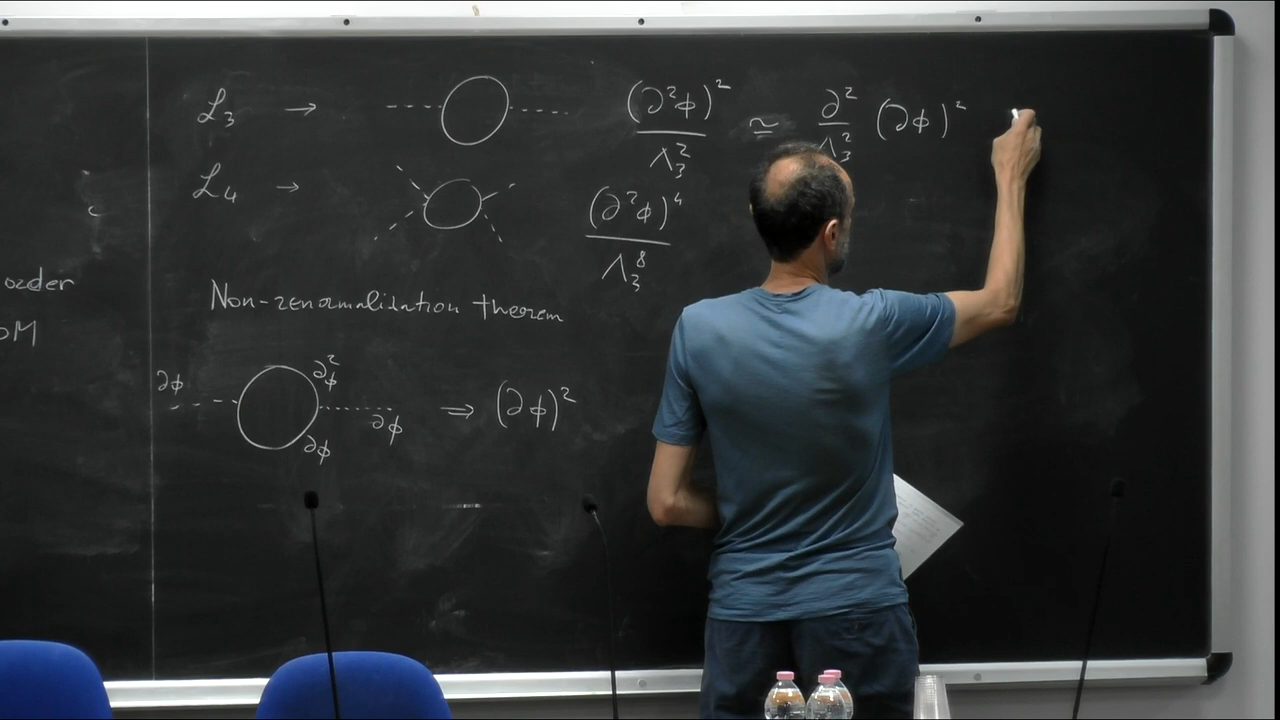 ℒ₃ → (∂²ϕ)² / Λ₃² ≃ ∂² / Λ₃² (∂ϕ)²
ℒ₄ → (∂²ϕ)⁴ / Λ₃⁸
order
Non-renormalization theorem
∂ϕ ∂²ϕ ∂ϕ ∂ϕ ⇒ (∂ϕ)²